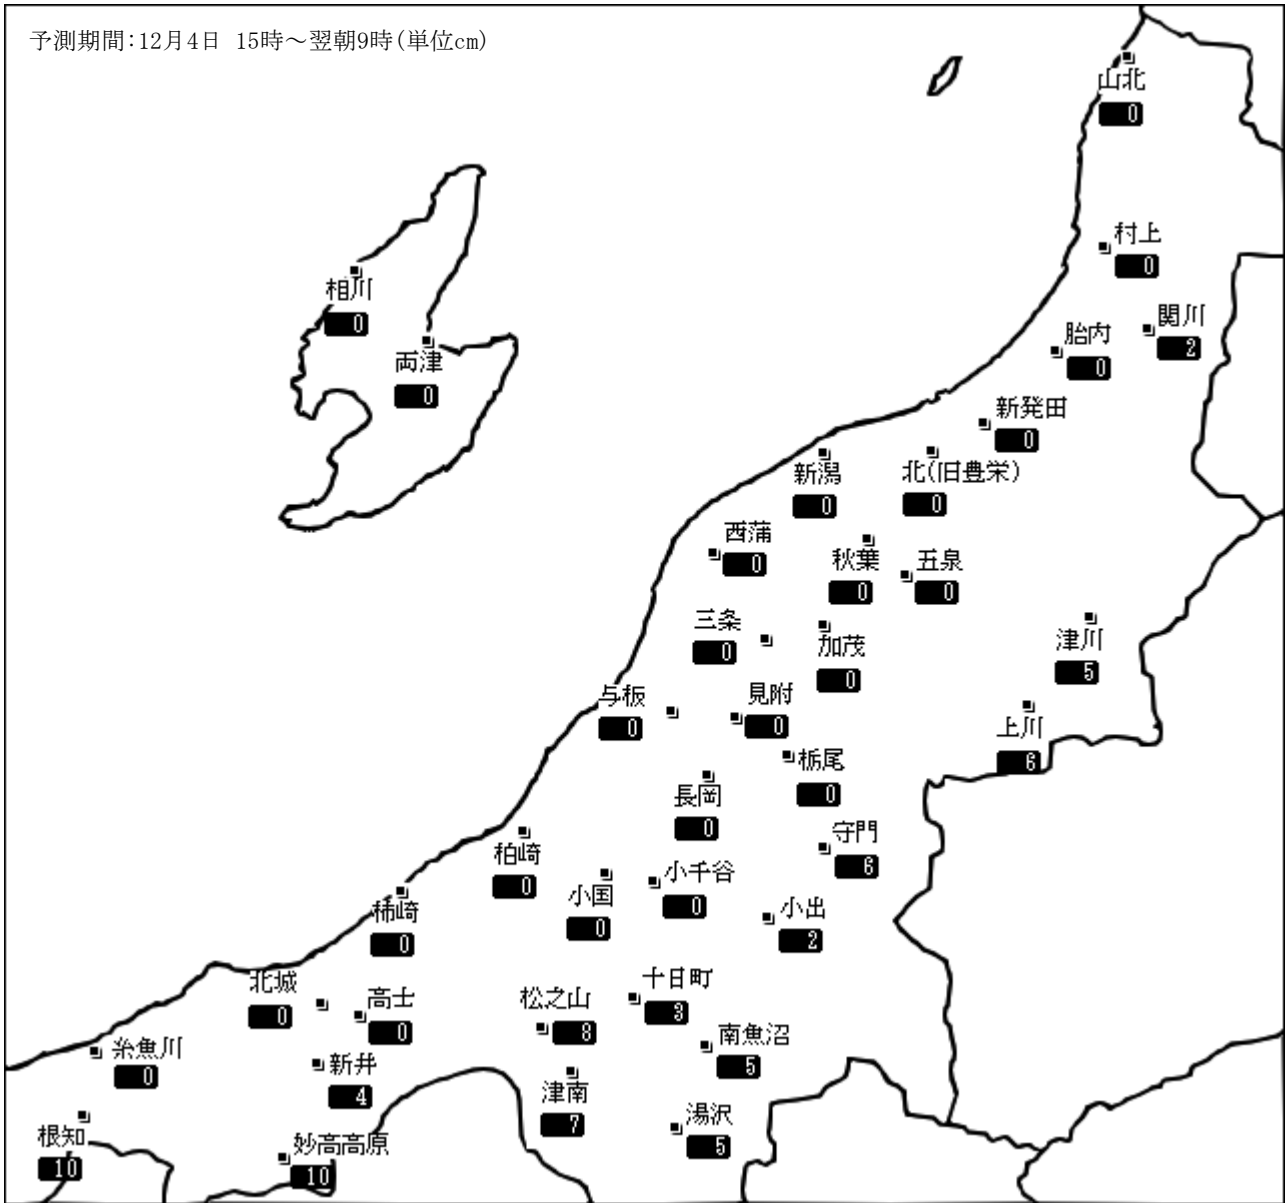 予測期間:12月4日 15時～翌朝9時(単位cm)
山北
0
村上
0
相川
0
関川
2
胎内
0
両津
0
新発田
0
新潟
0
北(旧豊栄)
0
西蒲
0
秋葉
0
五泉
0
三条
0
加茂
0
津川
5
与板
0
見附
0
上川
6
栃尾
0
長岡
0
守門
6
柏崎
0
小国
0
小千谷
0
小出
2
柿崎
0
北城
0
高士
0
松之山
8
十日町
3
南魚沼
5
糸魚川
0
新井
4
津南
7
湯沢
5
根知
10
妙高高原
10